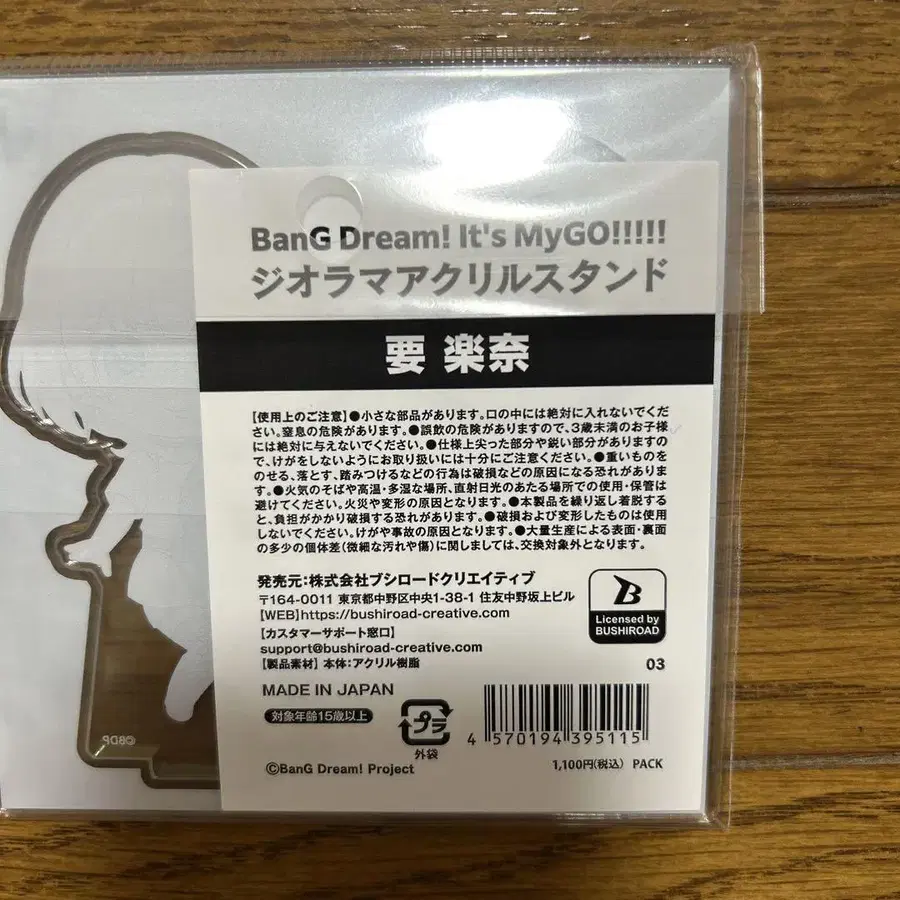 BanG Dream! It's MyGO!!!!!
ジオラマアクリルスタンド
要 楽奈
【使用上のご注意】●小さな部品があります。口の中には絶対に入れないでくだ
さい。窒息の危険があります。●誤飲の危険がありますので、3歳未満のお子様
には絶対に与えないでください。●仕様上尖った部分や鋭い部分がありますの
で、けがをしないようにお取り扱いには十分にご注意ください。●重いものを
のせる、落とす、踏みつけるなどの行為は破損などの原因になる恐れがありま
す。●火気のそばや高温・多湿な場所、直射日光のあたる場所での使用・保管は
避けてください。火災や変形の原因となります。●本製品を繰り返し着脱する
と、負担がかかり破損する恐れがあります。●破損および変形したものは使用
しないでください。けがや事故の原因となります。●大量生産による表面・裏面
の多少の個体差(微細な汚れや傷)に関しましては、交換対象外となります。
発売元:株式会社ブシロードクリエイティブ
〒164-0011 東京都中野区中央1-38-1 住友中野坂上ビル
【WEB】https://bushiroad-creative.com
【カスタマーサポート窓口】
support@bushiroad-creative.com
【製品素材】本体:アクリル樹脂
B
Licensed by
BUSHIROAD
03
MADE IN JAPAN
対象年齢15歳以上
プラ
外袋
4 570194 395115
©BanG Dream! Project
1,100円(税込) PACK
©BDP